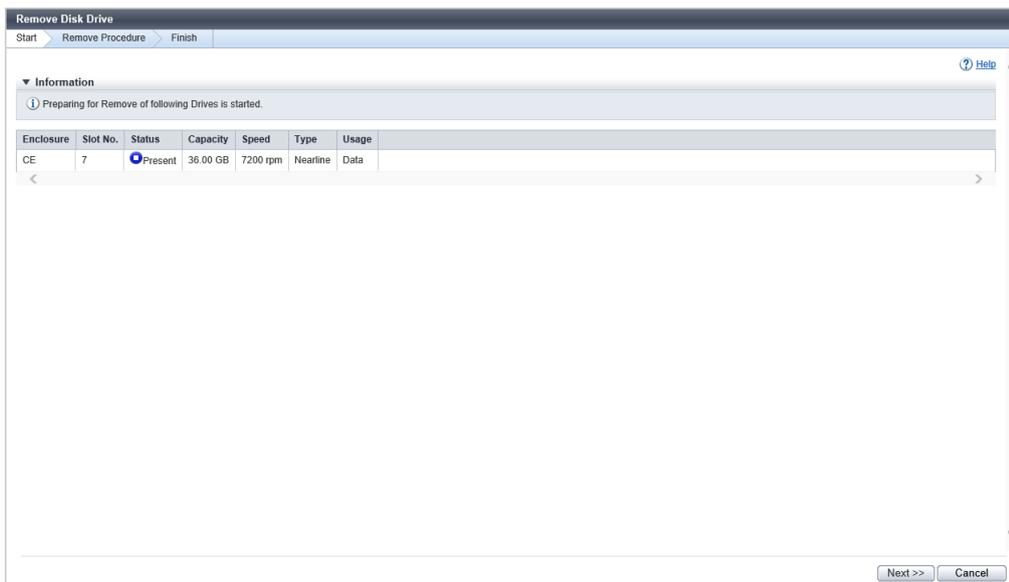 Remove Disk Drive
Start Remove Procedure Finish
? Help
▼ Information
i Preparing for Remove of following Drives is started.
Enclosure Slot No. Status Capacity Speed Type Usage
CE 7 Present 36.00 GB 7200 rpm Nearline Data
< >
Next >> Cancel